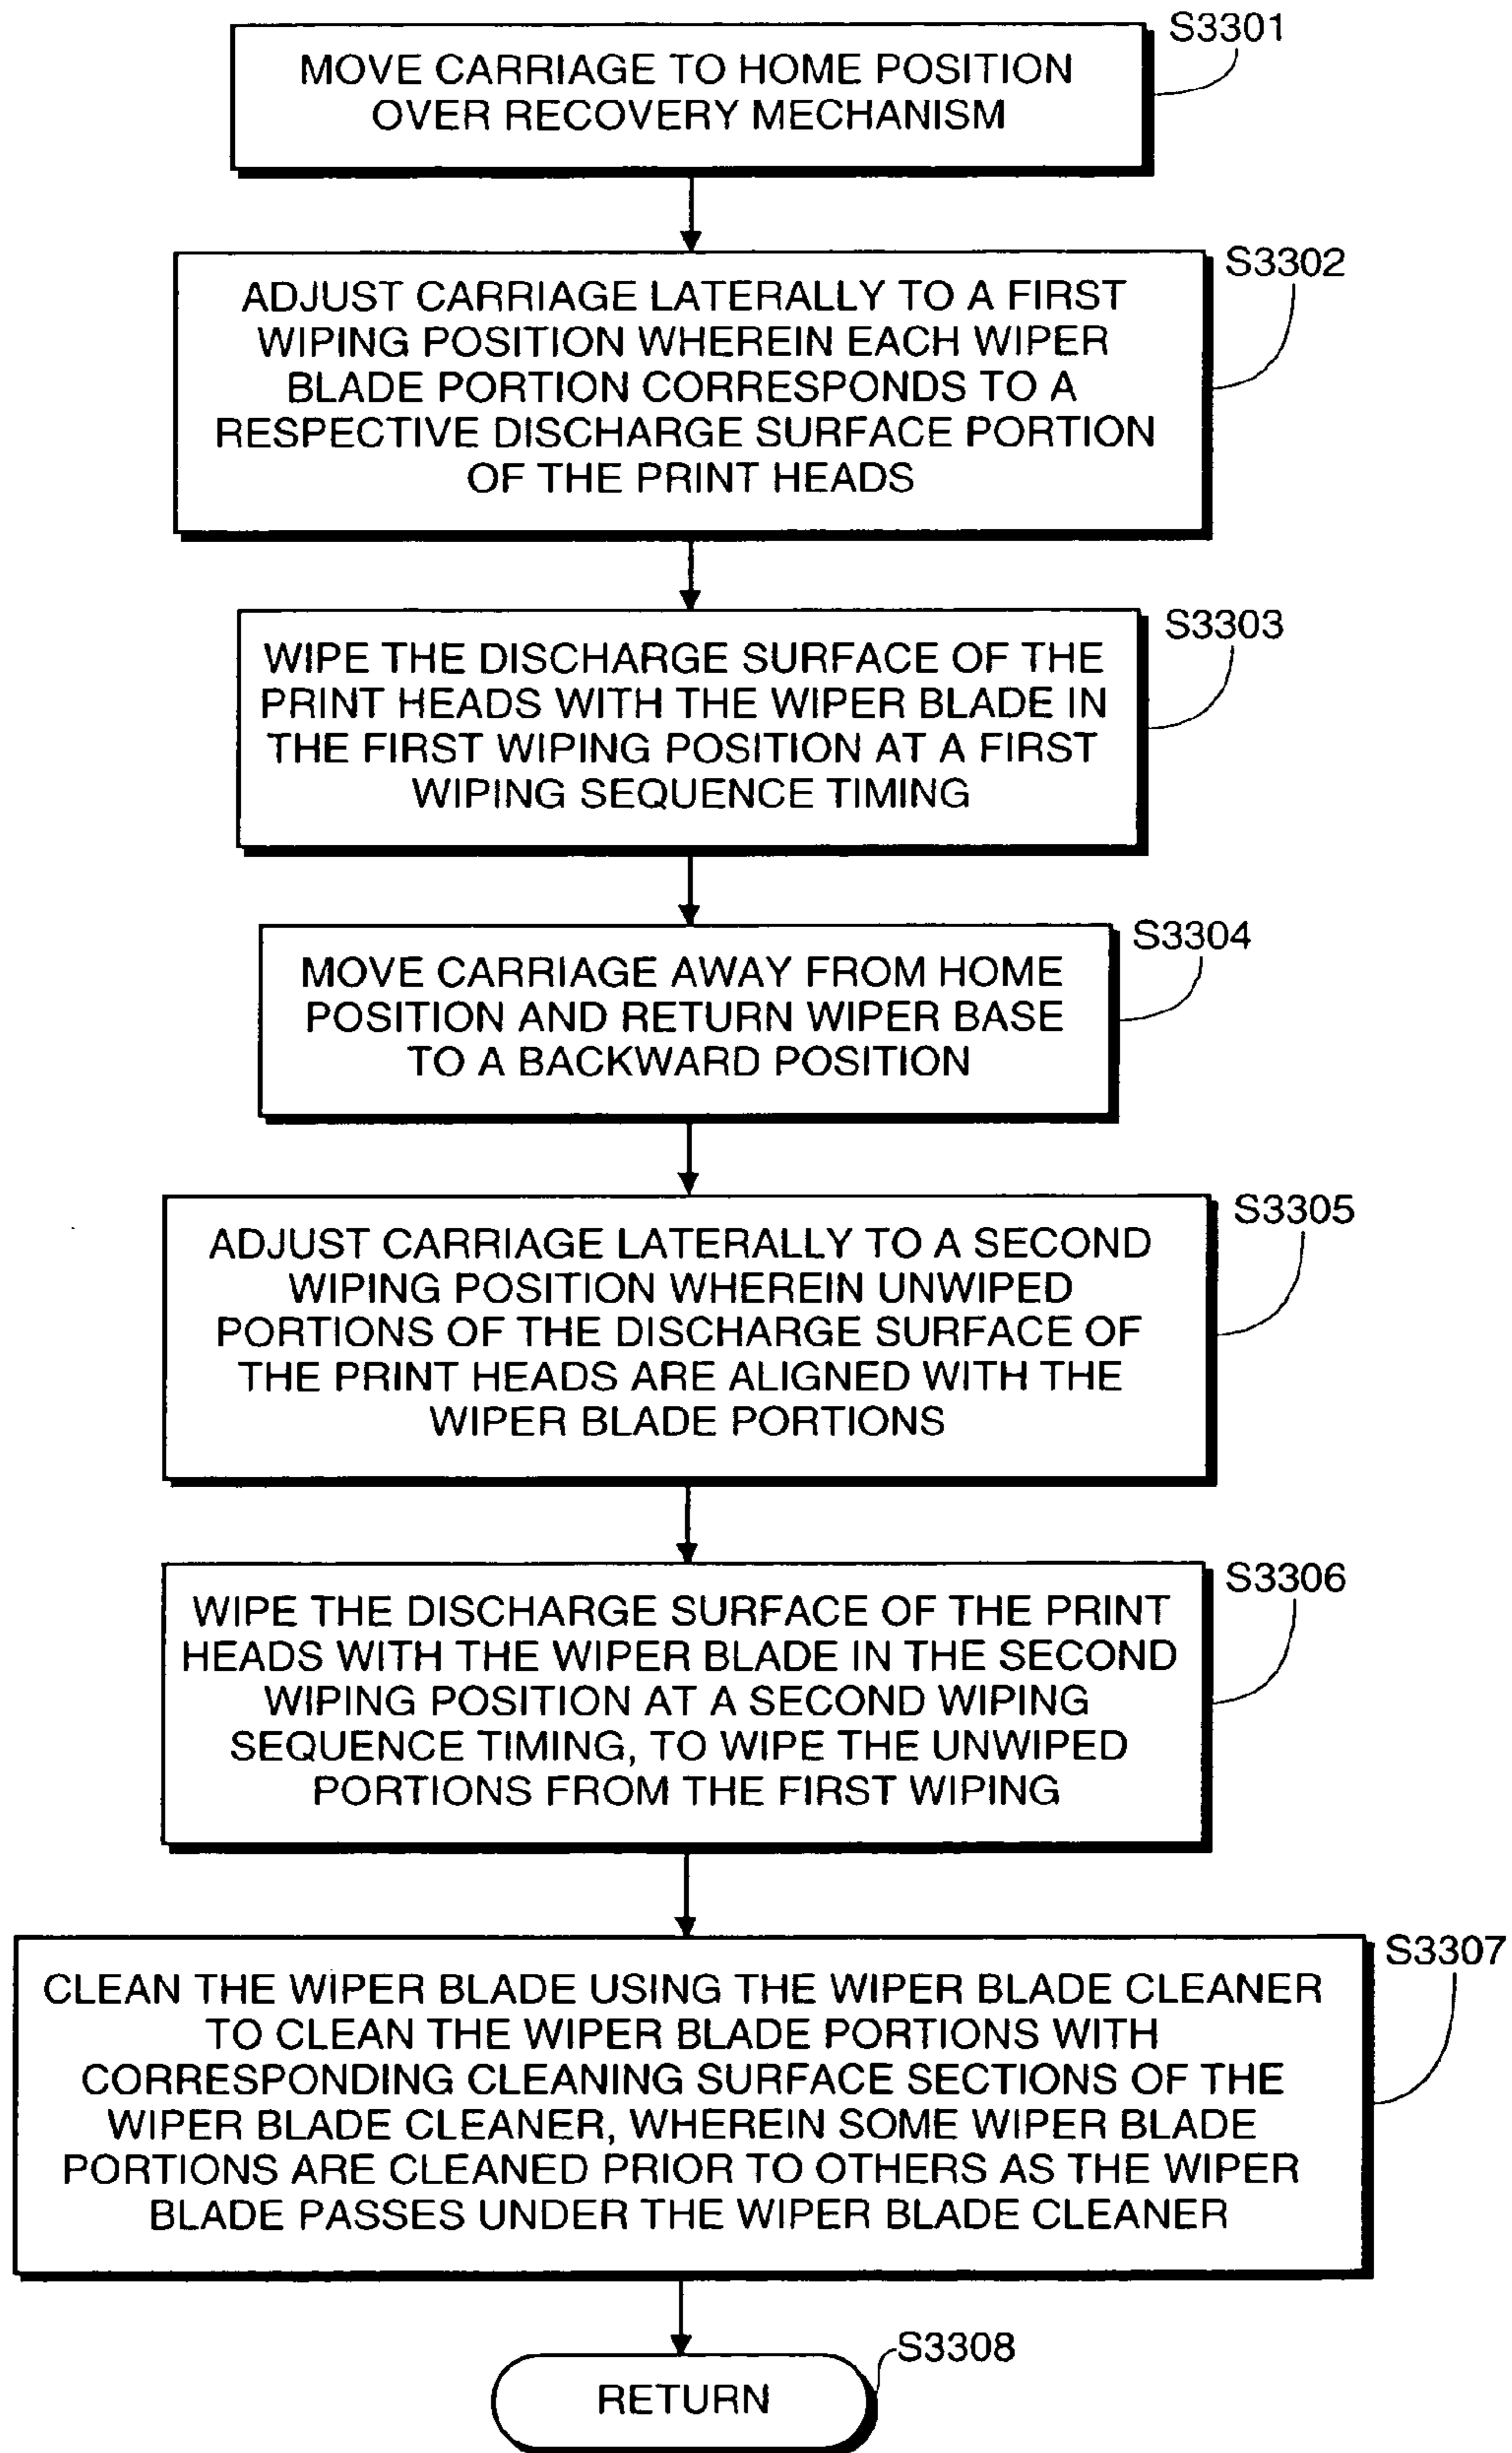 S3301
MOVE CARRIAGE TO HOME POSITION
OVER RECOVERY MECHANISM
S3302
ADJUST CARRIAGE LATERALLY TO A FIRST
WIPING POSITION WHEREIN EACH WIPER
BLADE PORTION CORRESPONDS TO A
RESPECTIVE DISCHARGE SURFACE PORTION
OF THE PRINT HEADS
S3303
WIPE THE DISCHARGE SURFACE OF THE
PRINT HEADS WITH THE WIPER BLADE IN
THE FIRST WIPING POSITION AT A FIRST
WIPING SEQUENCE TIMING
S3304
MOVE CARRIAGE AWAY FROM HOME
POSITION AND RETURN WIPER BASE
TO A BACKWARD POSITION
S3305
ADJUST CARRIAGE LATERALLY TO A SECOND
WIPING POSITION WHEREIN UNWIPED
PORTIONS OF THE DISCHARGE SURFACE OF
THE PRINT HEADS ARE ALIGNED WITH THE
WIPER BLADE PORTIONS
S3306
WIPE THE DISCHARGE SURFACE OF THE PRINT
HEADS WITH THE WIPER BLADE IN THE SECOND
WIPING POSITION AT A SECOND WIPING
SEQUENCE TIMING, TO WIPE THE UNWIPED
PORTIONS FROM THE FIRST WIPING
S3307
CLEAN THE WIPER BLADE USING THE WIPER BLADE CLEANER
TO CLEAN THE WIPER BLADE PORTIONS WITH
CORRESPONDING CLEANING SURFACE SECTIONS OF THE
WIPER BLADE CLEANER, WHEREIN SOME WIPER BLADE
PORTIONS ARE CLEANED PRIOR TO OTHERS AS THE WIPER
BLADE PASSES UNDER THE WIPER BLADE CLEANER
S3308
RETURN